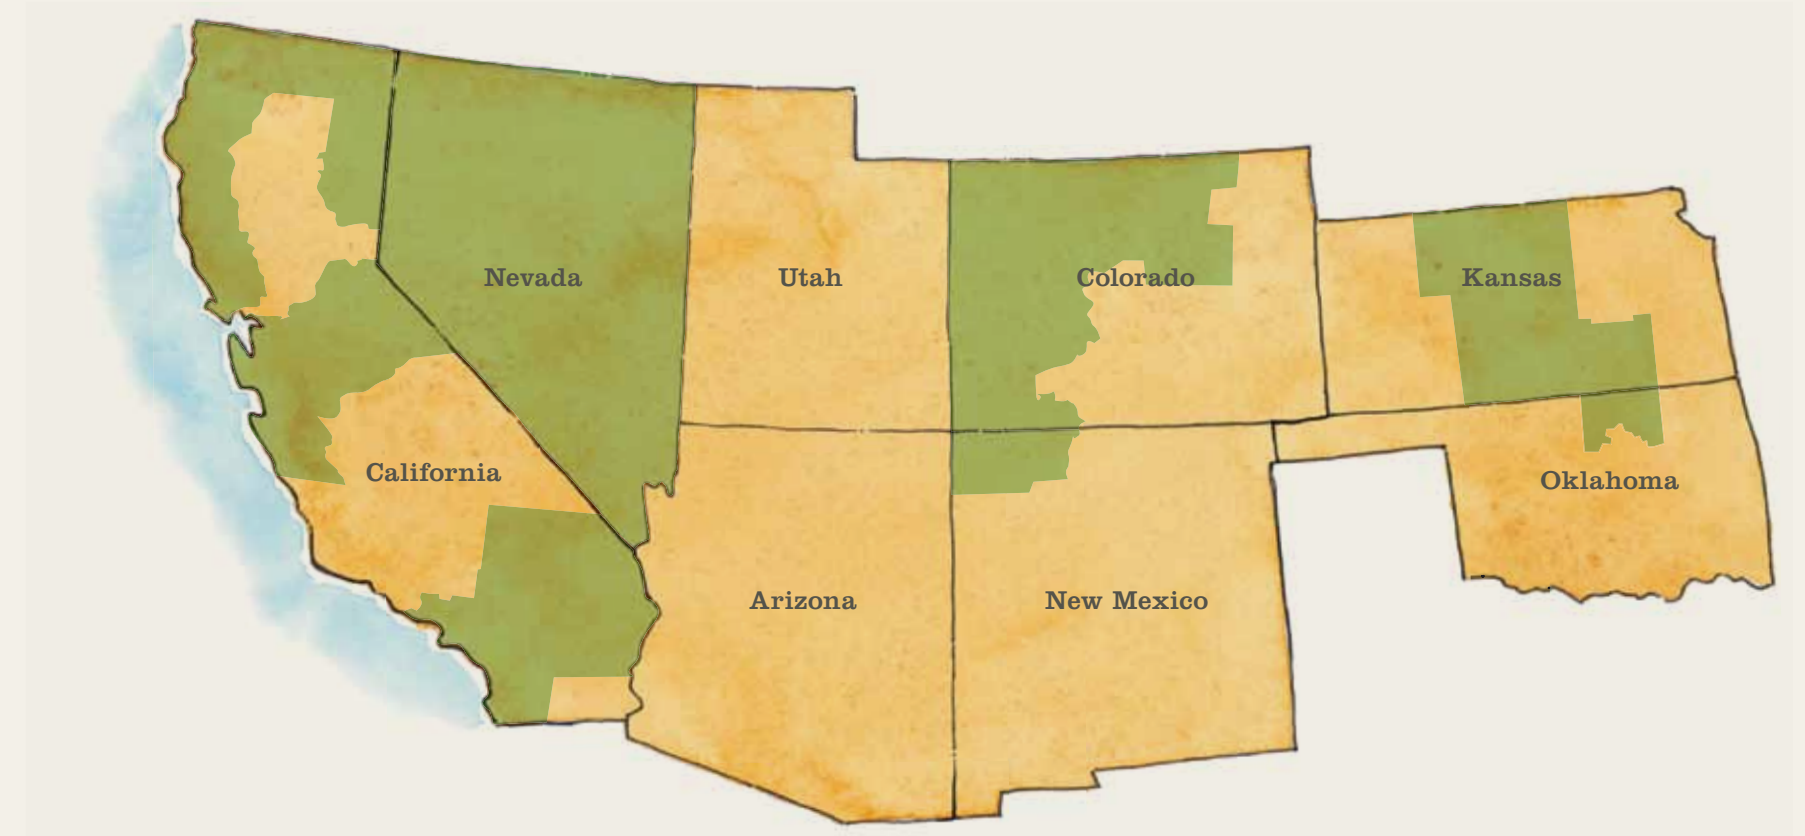 Nevada
Utah
Colorado
Kansas
California
Oklahoma
Arizona
New Mexico